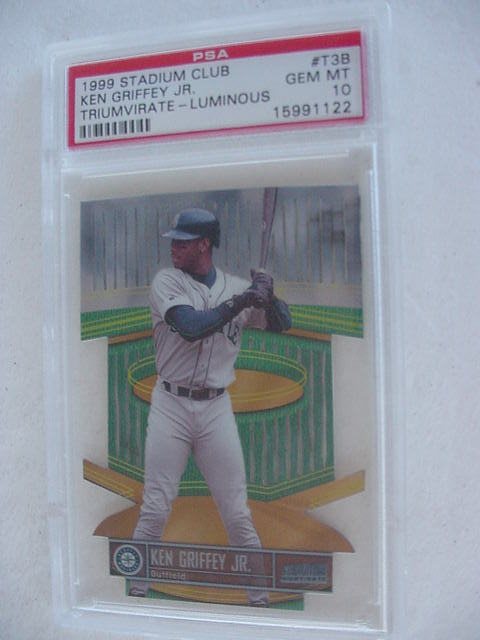 PSA
1999 STADIUM CLUB #T3B
KEN GRIFFEY JR. GEM MT
TRIUMVIRATE-LUMINOUS 10
15991122
KEN GRIFFEY JR.
Outfield